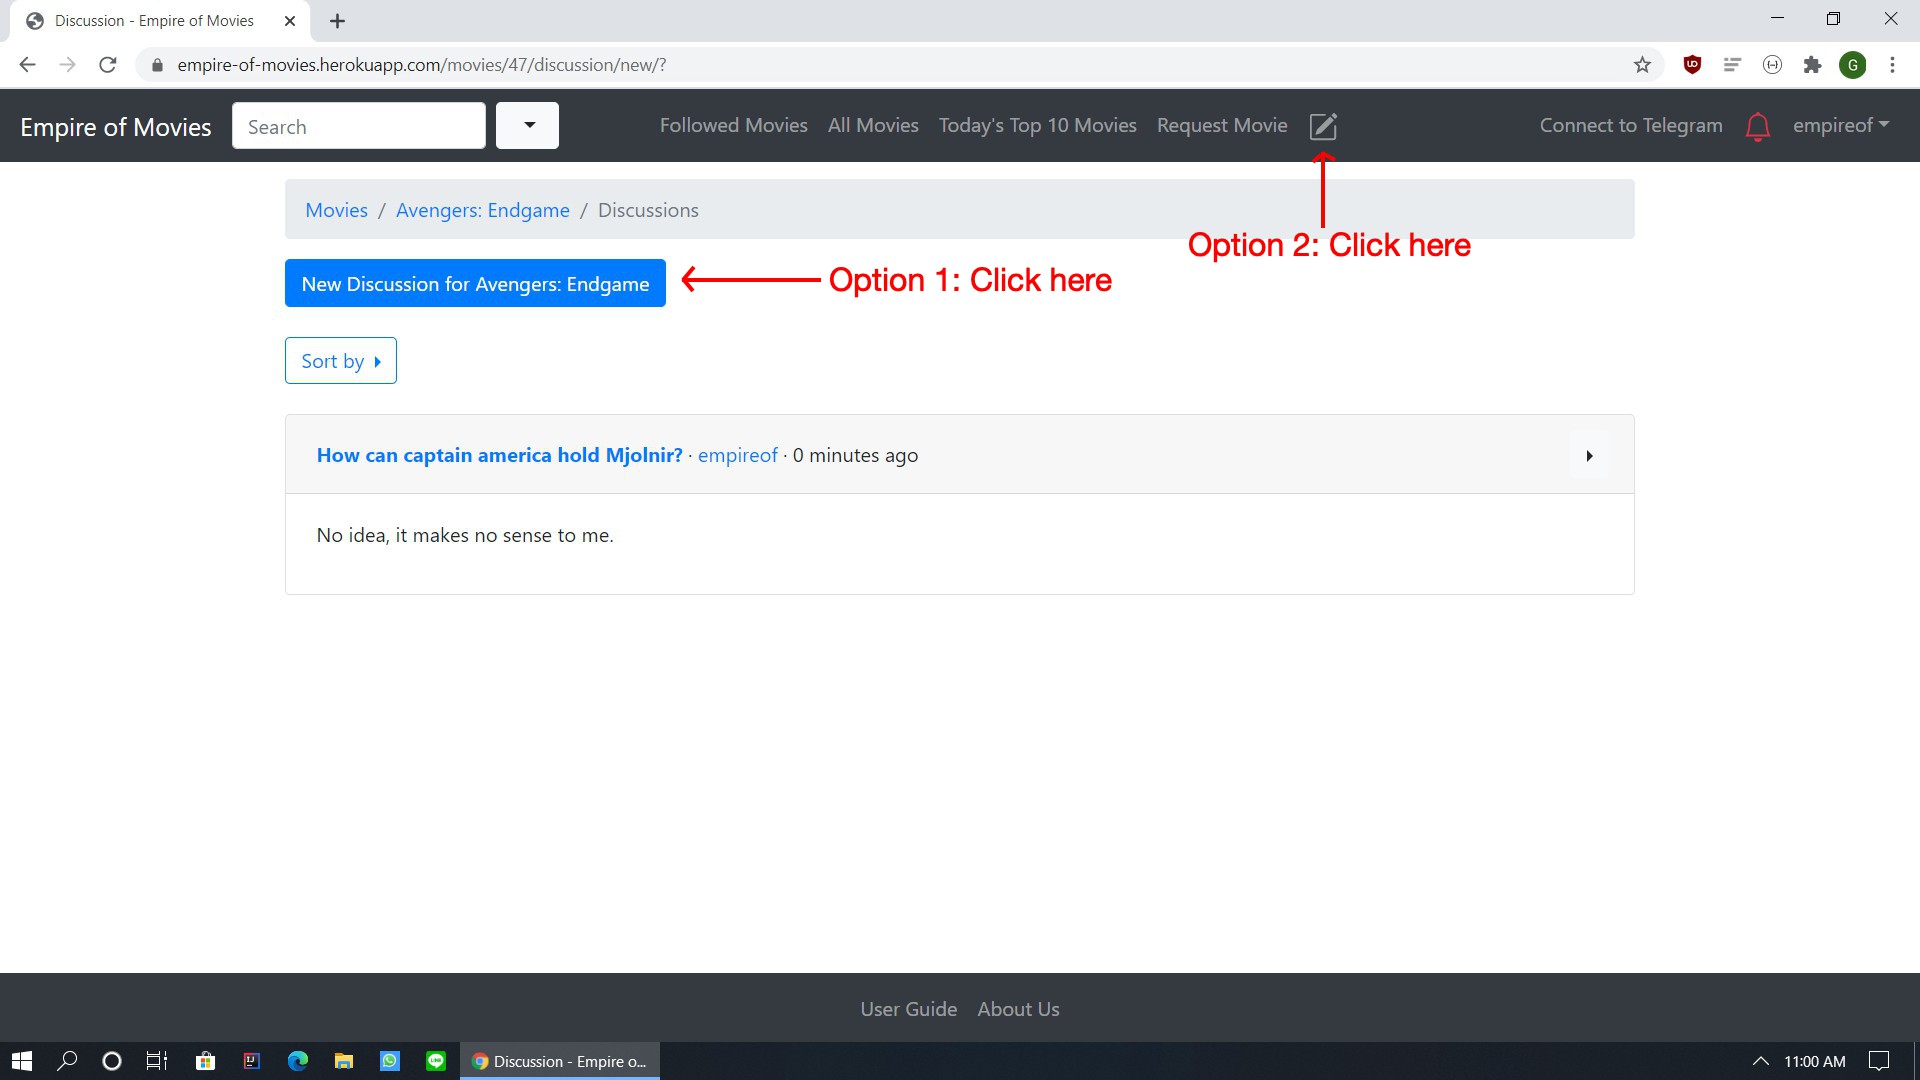 Discussion - Empire of Movies
empire-of-movies.herokuapp.com/movies/47/discussion/new/?
G
Empire of Movies
Search
Followed Movies All Movies Today's Top 10 Movies Request Movie
Connect to Telegram empireof
Movies / Avengers: Endgame / Discussions
Option 2: Click here
New Discussion for Avengers: Endgame
Option 1: Click here
Sort by
How can captain america hold Mjolnir? · empireof · 0 minutes ago
No idea, it makes no sense to me.
User Guide About Us
Discussion - Empire o...
11:00 AM